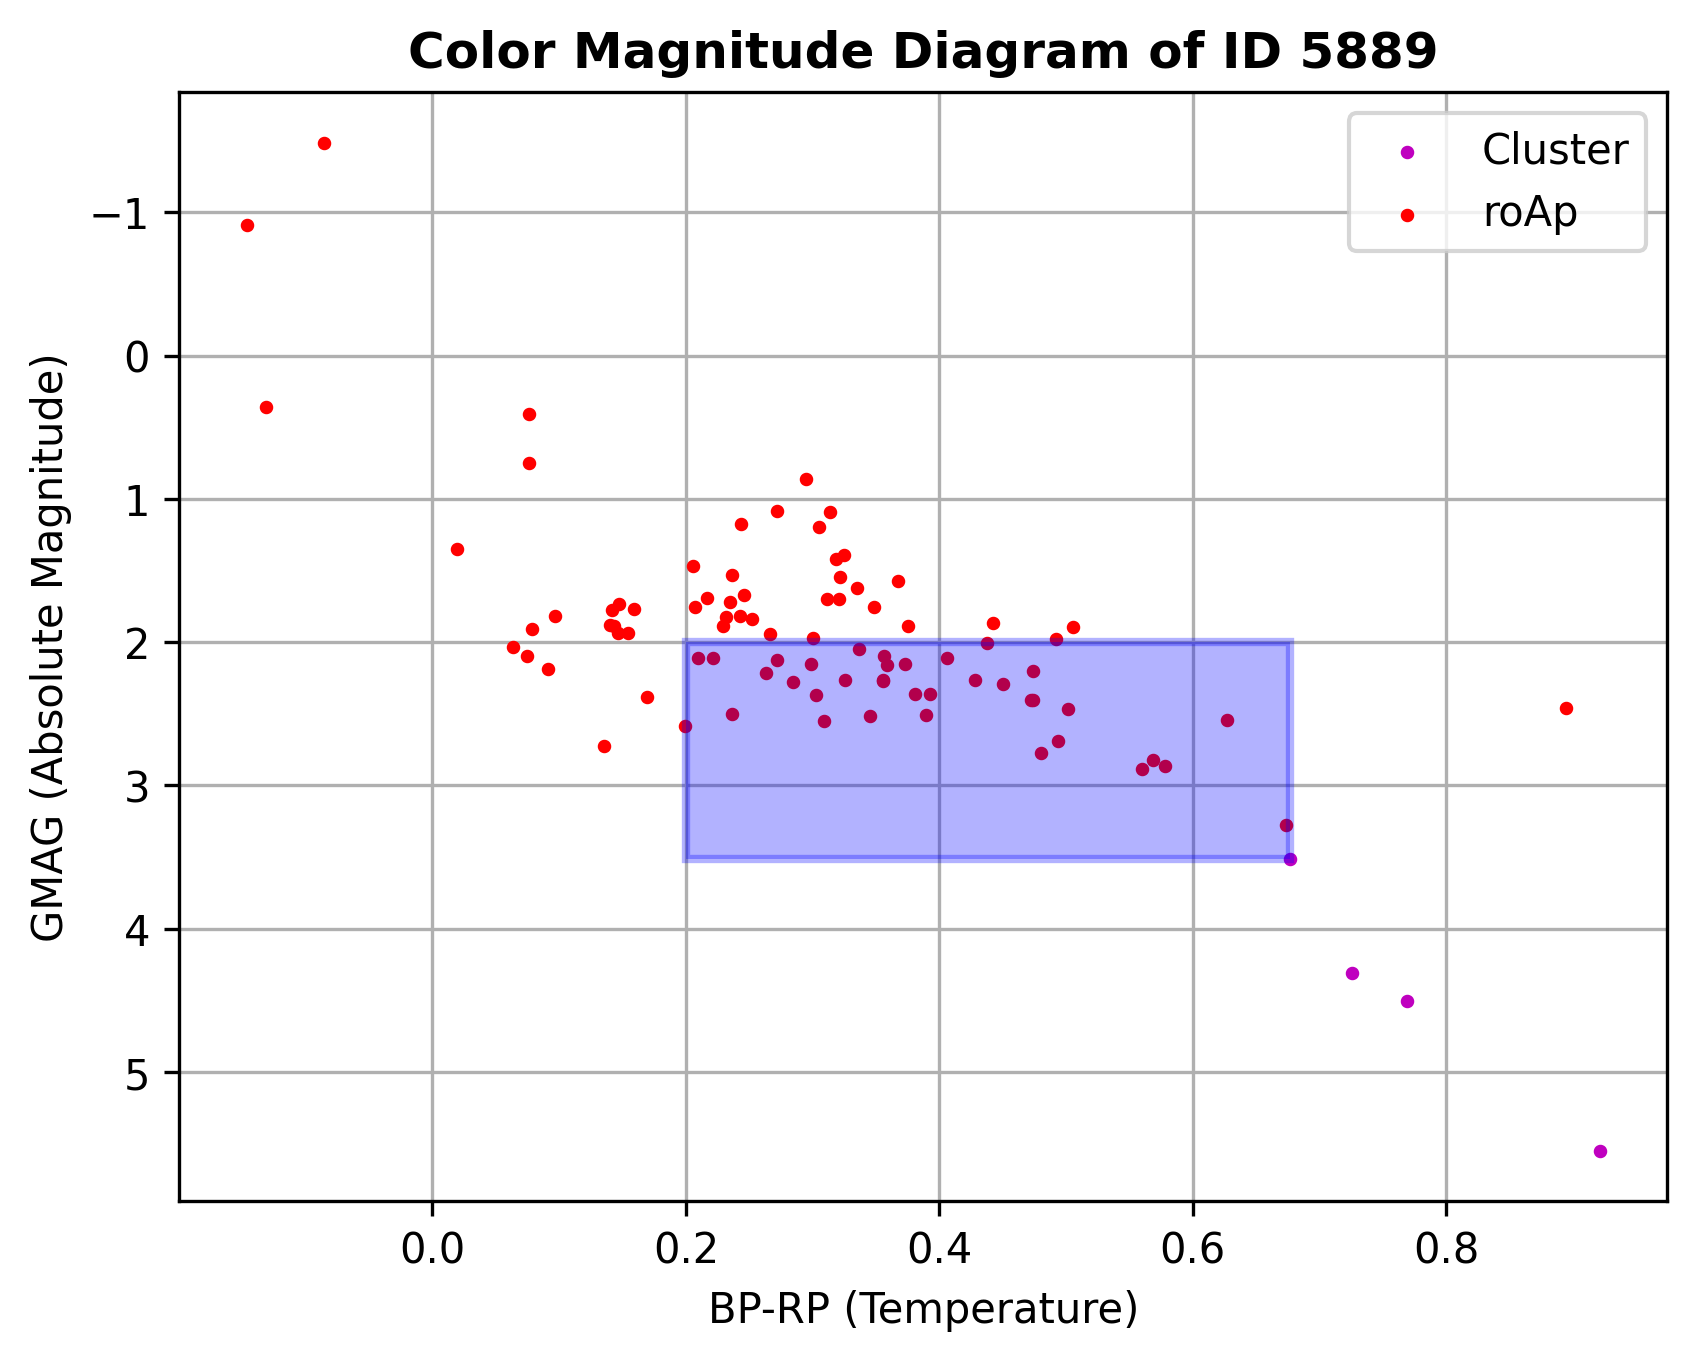 Color Magnitude Diagram of ID 5889
Cluster
roAp
GMAG (Absolute Magnitude)
−1
0
1
2
3
4
5
0.0 0.2 0.4 0.6 0.8
BP-RP (Temperature)